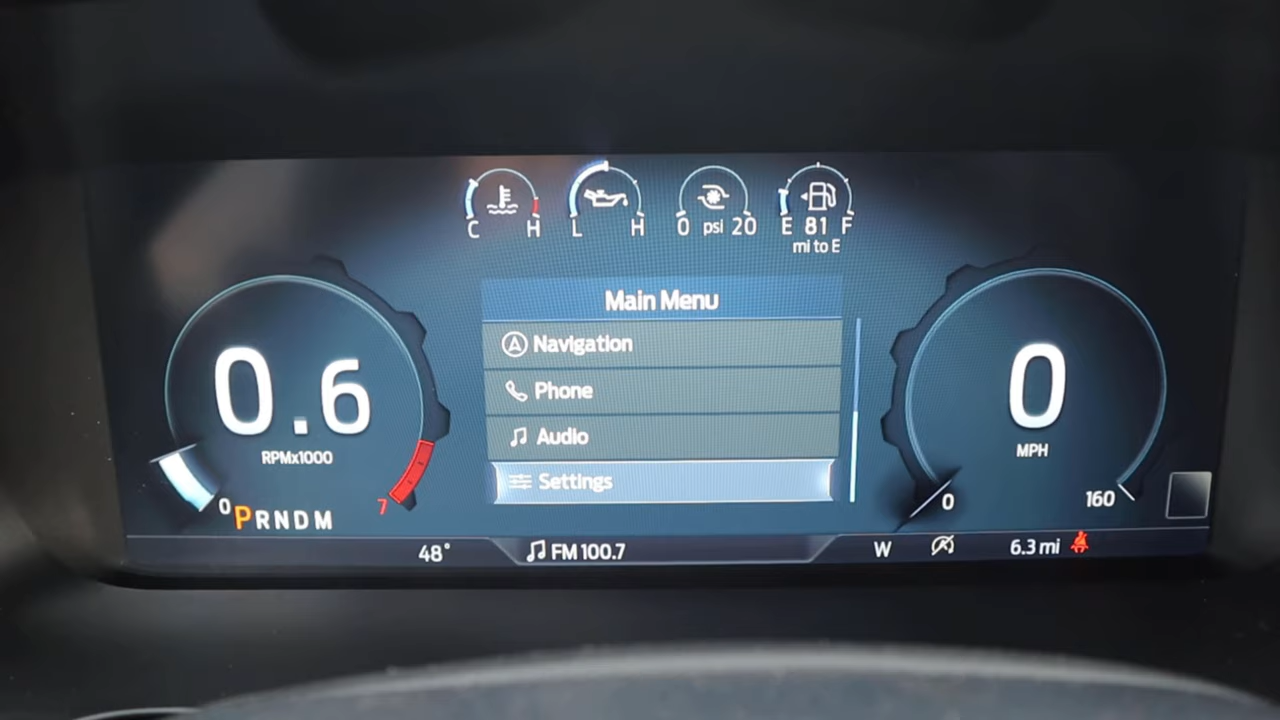 C H
L H
0 psi 20
E 81 F
mi to E
Main Menu
Navigation
Phone
Audio
Settings
0.6
RPMx1000
0
7
PRNDM
0
MPH
0
160
48°
FM 100.7
W
6.3 mi